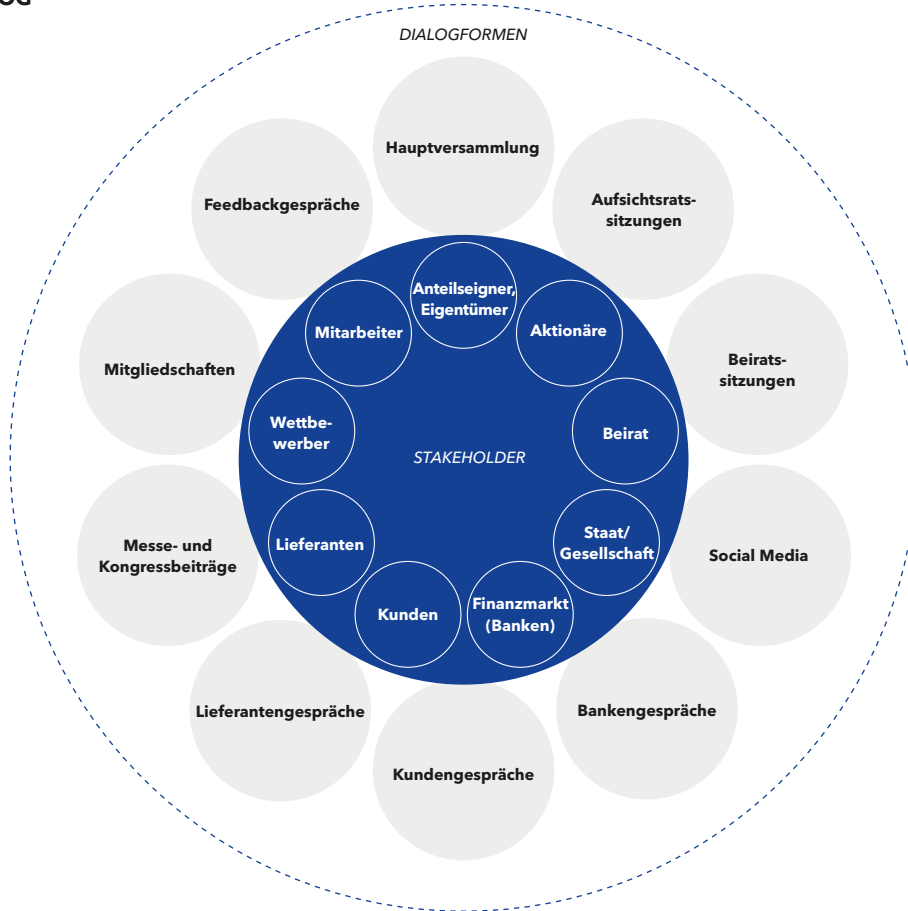 DIALOGFORMEN
Hauptversammlung
Feedbackgespräche
Aufsichtsrats-
sitzungen
Anteilseigner,
Eigentümer
Mitarbeiter
Aktionäre
Mitgliedschaften
Beirats-
sitzungen
Wettbe-
werber
Beirat
STAKEHOLDER
Lieferanten
Staat/
Gesellschaft
Messe- und
Kongressbeiträge
Social Media
Kunden
Finanzmarkt
(Banken)
Lieferantengespräche
Bankengespräche
Kundengespräche